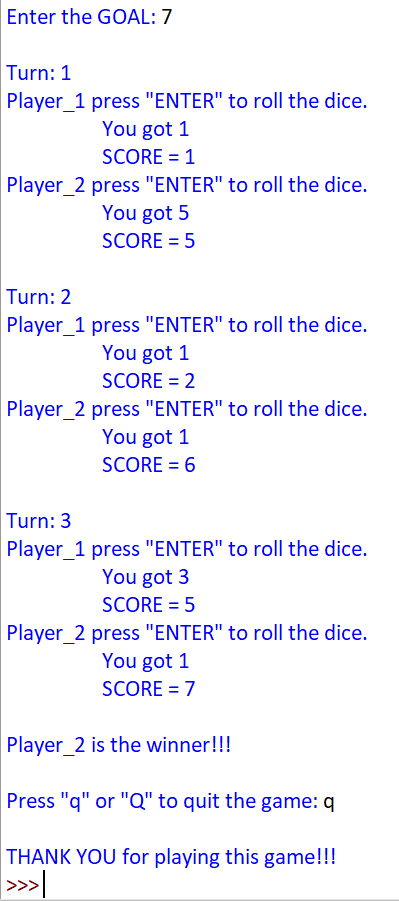 Enter the GOAL: 7
Turn: 1
Player_1 press "ENTER" to roll the dice.
You got 1
SCORE = 1
Player_2 press "ENTER" to roll the dice.
You got 5
SCORE = 5
Turn: 2
Player_1 press "ENTER" to roll the dice.
You got 1
SCORE = 2
Player_2 press "ENTER" to roll the dice.
You got 1
SCORE = 6
Turn: 3
Player_1 press "ENTER" to roll the dice.
You got 3
SCORE = 5
Player_2 press "ENTER" to roll the dice.
You got 1
SCORE = 7
Player_2 is the winner!!!
Press "q" or "Q" to quit the game: q
THANK YOU for playing this game!!!
>>>